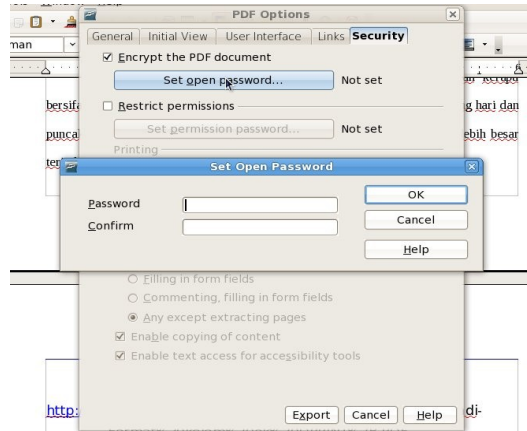 PDF Options
man
General Initial View User Interface Links Security
Encrypt the PDF document
Set open password... Not set
bersifa
Restrict permissions
g hari dan
punca
Set permission password... Not set
ebih besar
Printing
Set Open Password
Password
OK
Confirm
Cancel
Help
Filling in form fields
Commenting, filling in form fields
Any except extracting pages
Enable copying of content
Enable text access for accessibility tools
http:
di-
Export Cancel Help